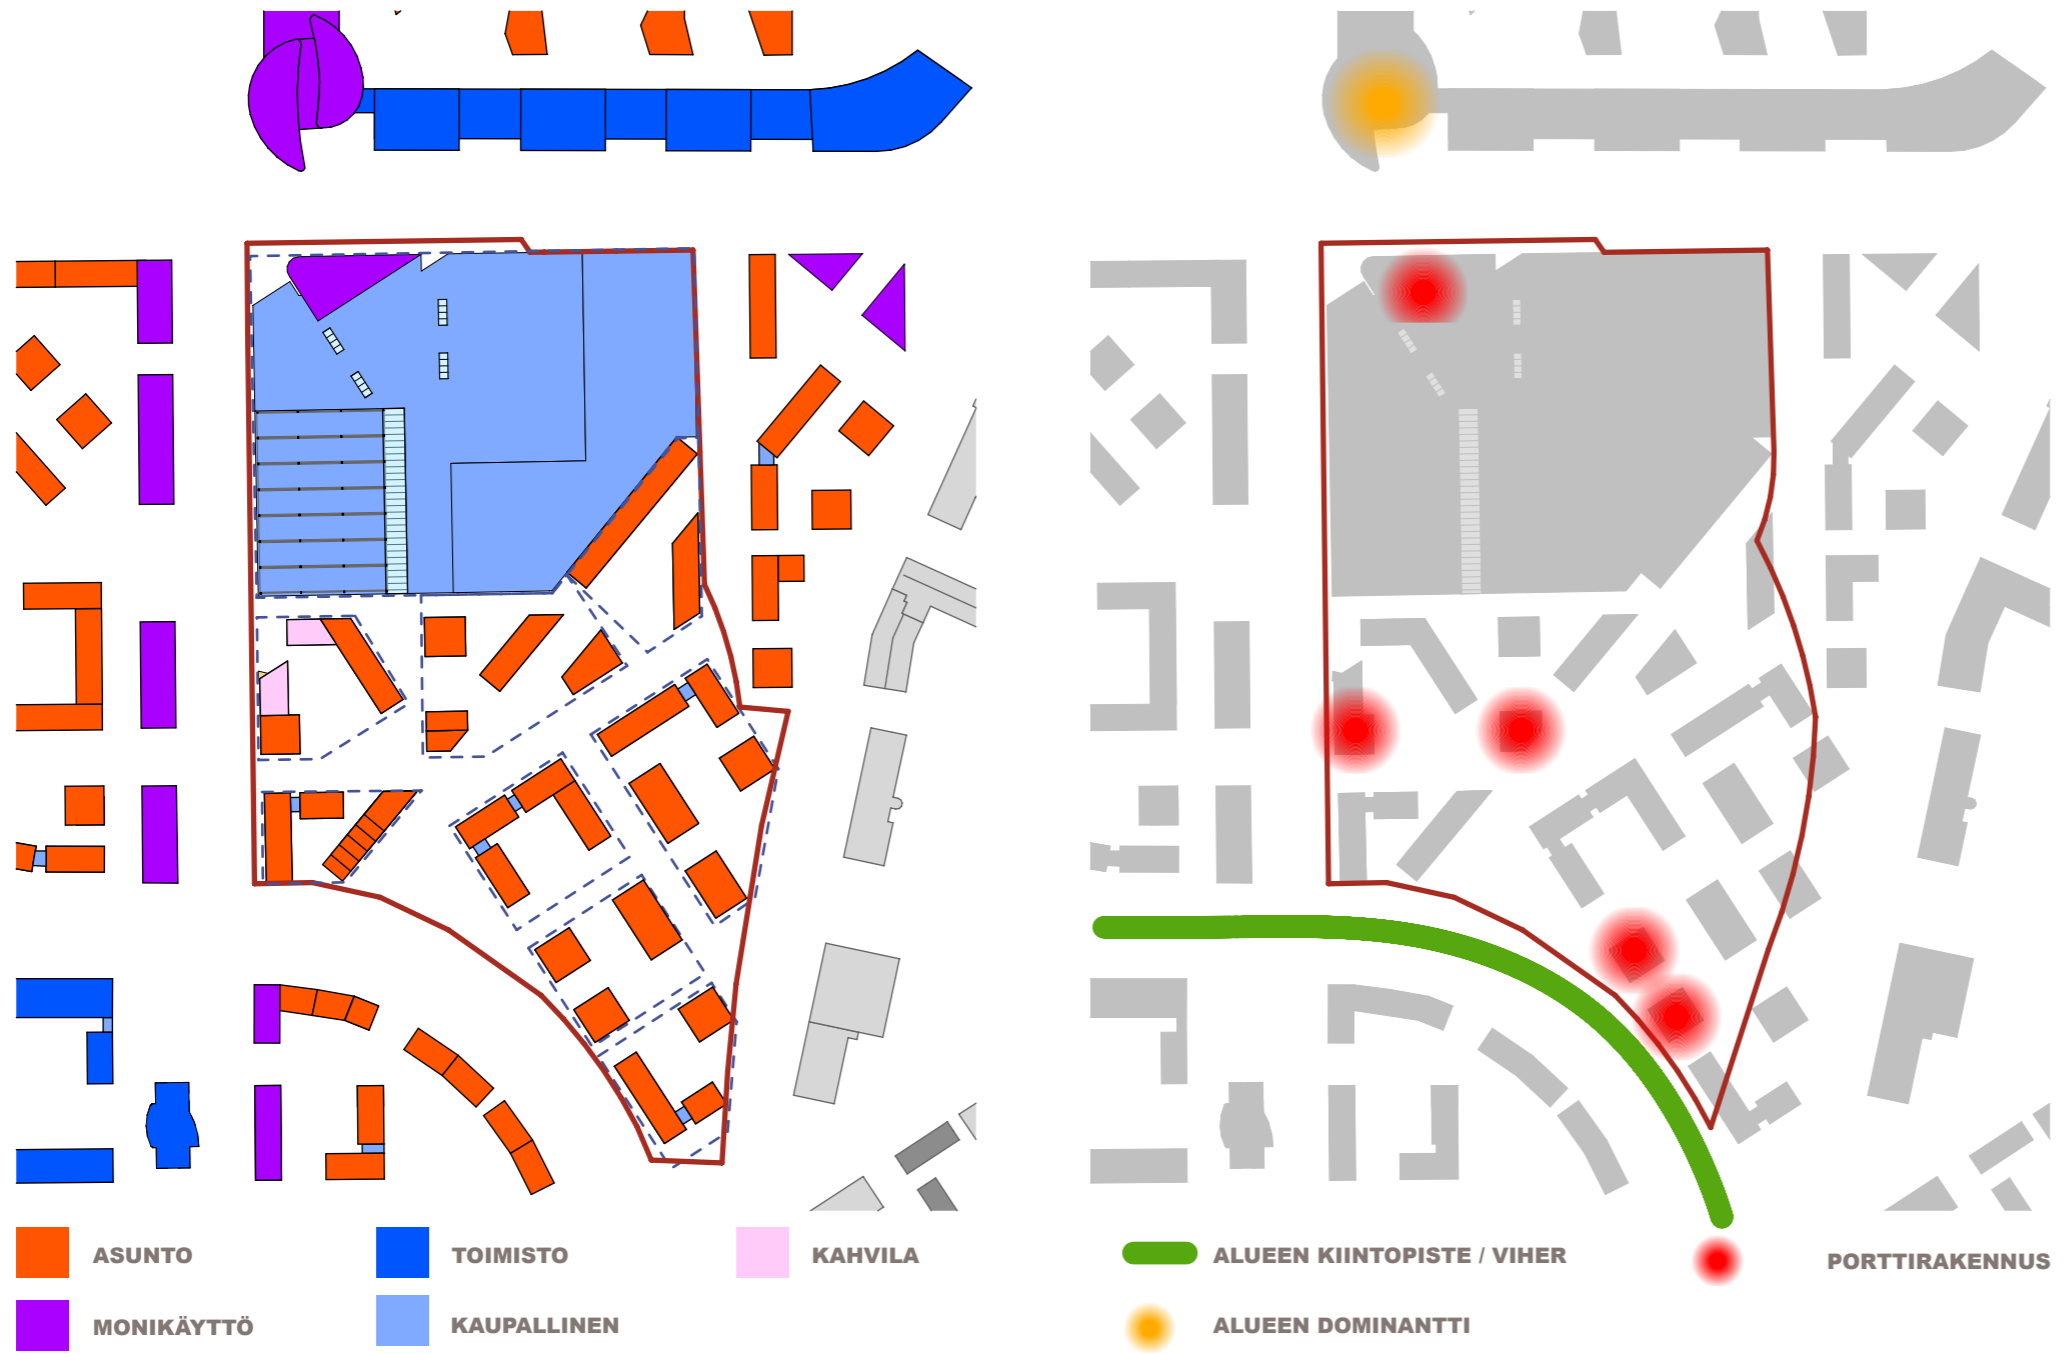 ASUNTO
TOIMISTO
KAHVILA
MONIKÄYTTÖ
KAUPALLINEN
ALUEEN KIINTOPISTE / VIHER
PORTTIRAKENNUS
ALUEEN DOMINANTTI